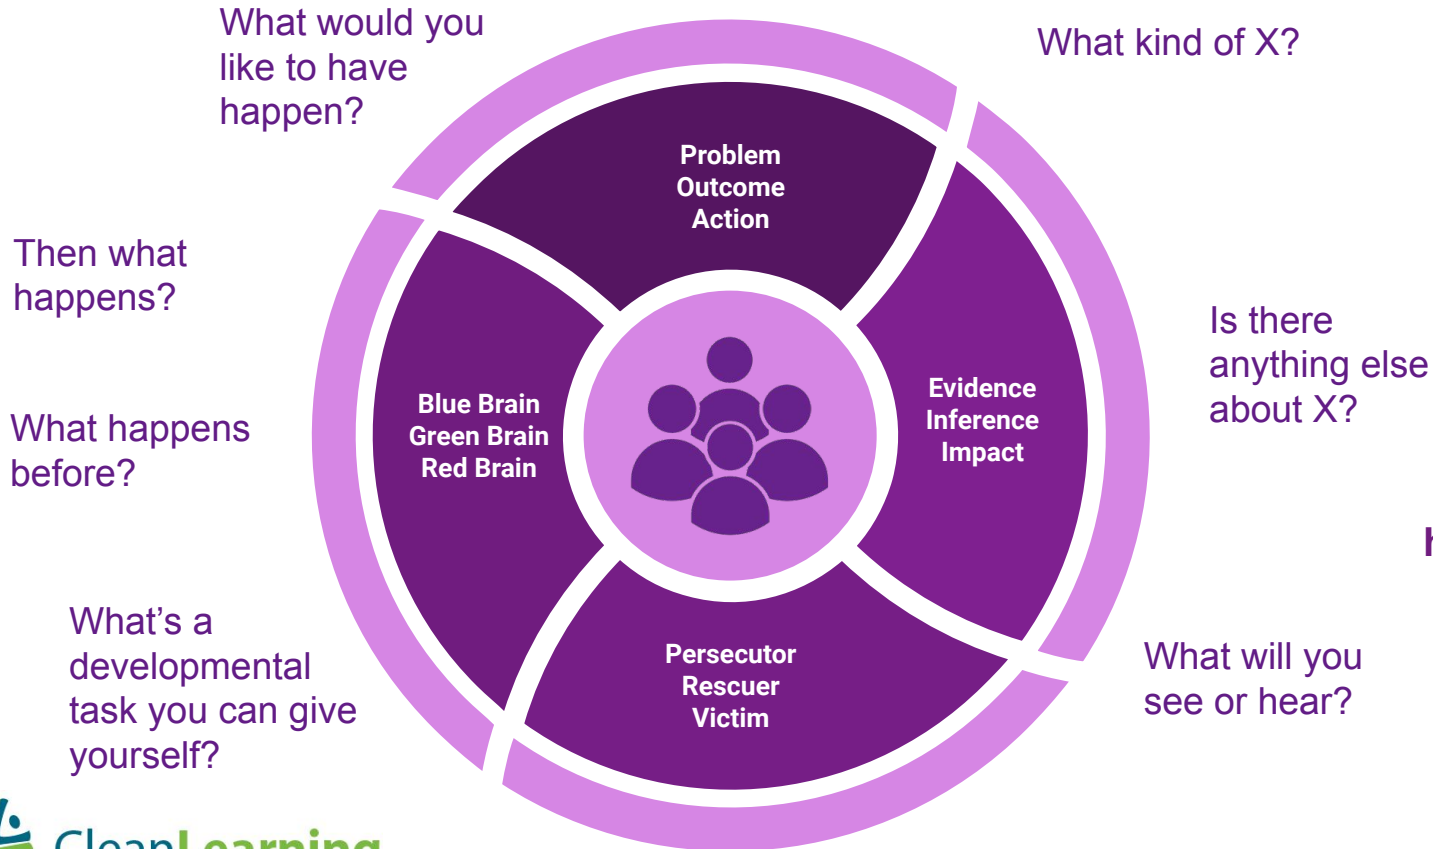 What would you
like to have
happen?
What kind of X?
Problem
Outcome
Action
Then what
happens?
Is there
anything else
about X?
Blue Brain
Green Brain
Red Brain
Evidence
Inference
Impact
What happens
before?
What's a
developmental
task you can give
yourself?
Persecutor
Rescuer
Victim
What will you
see or hear?
CleanLearning